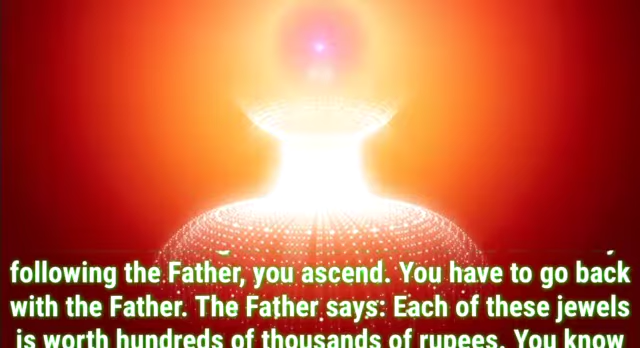 following the Father, you ascend. You have to go back
with the Father. The Father says: Each of these jewels
is worth hundreds of thousands of rupees. You know